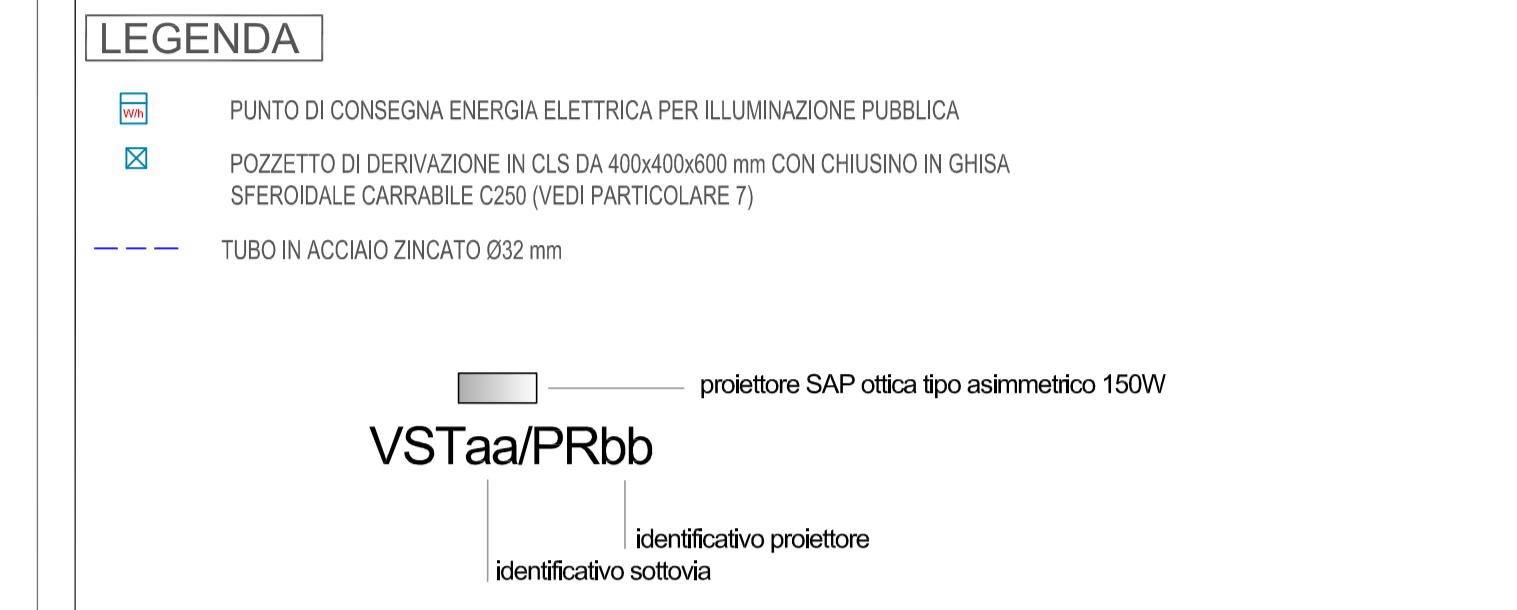 LEGENDA
W/h
PUNTO DI CONSEGNA ENERGIA ELETTRICA PER ILLUMINAZIONE PUBBLICA
POZZETTO DI DERIVAZIONE IN CLS DA 400x400x600 mm CON CHIUSINO IN GHISA
SFEROIDALE CARRABILE C250 (VEDI PARTICOLARE 7)
TUBO IN ACCIAIO ZINCATO Ø32 mm
proiettore SAP ottica tipo asimmetrico 150W
VSTaa/PRbb
identificativo proiettore
identificativo sottovia